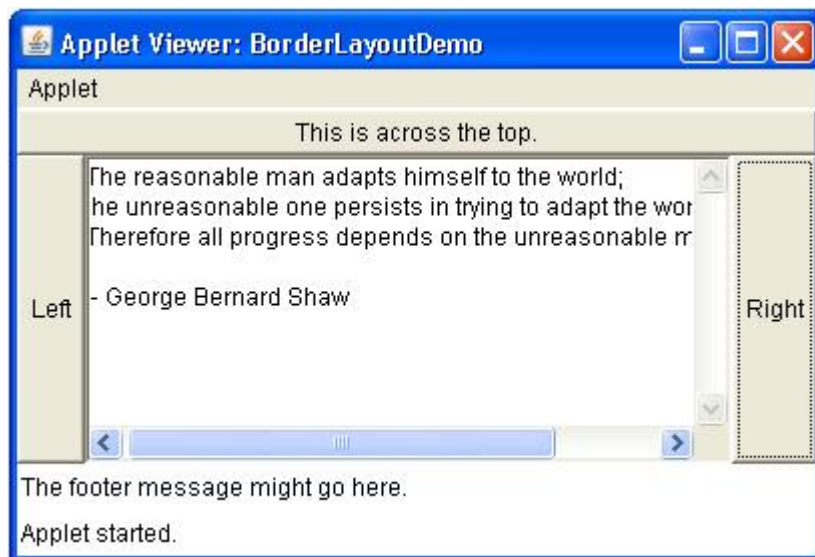 Applet Viewer: BorderLayoutDemo
Applet
This is across the top.
The reasonable man adapts himself to the world;
he unreasonable one persists in trying to adapt the wor
Therefore all progress depends on the unreasonable m
- George Bernard Shaw
Left
Right
The footer message might go here.
Applet started.